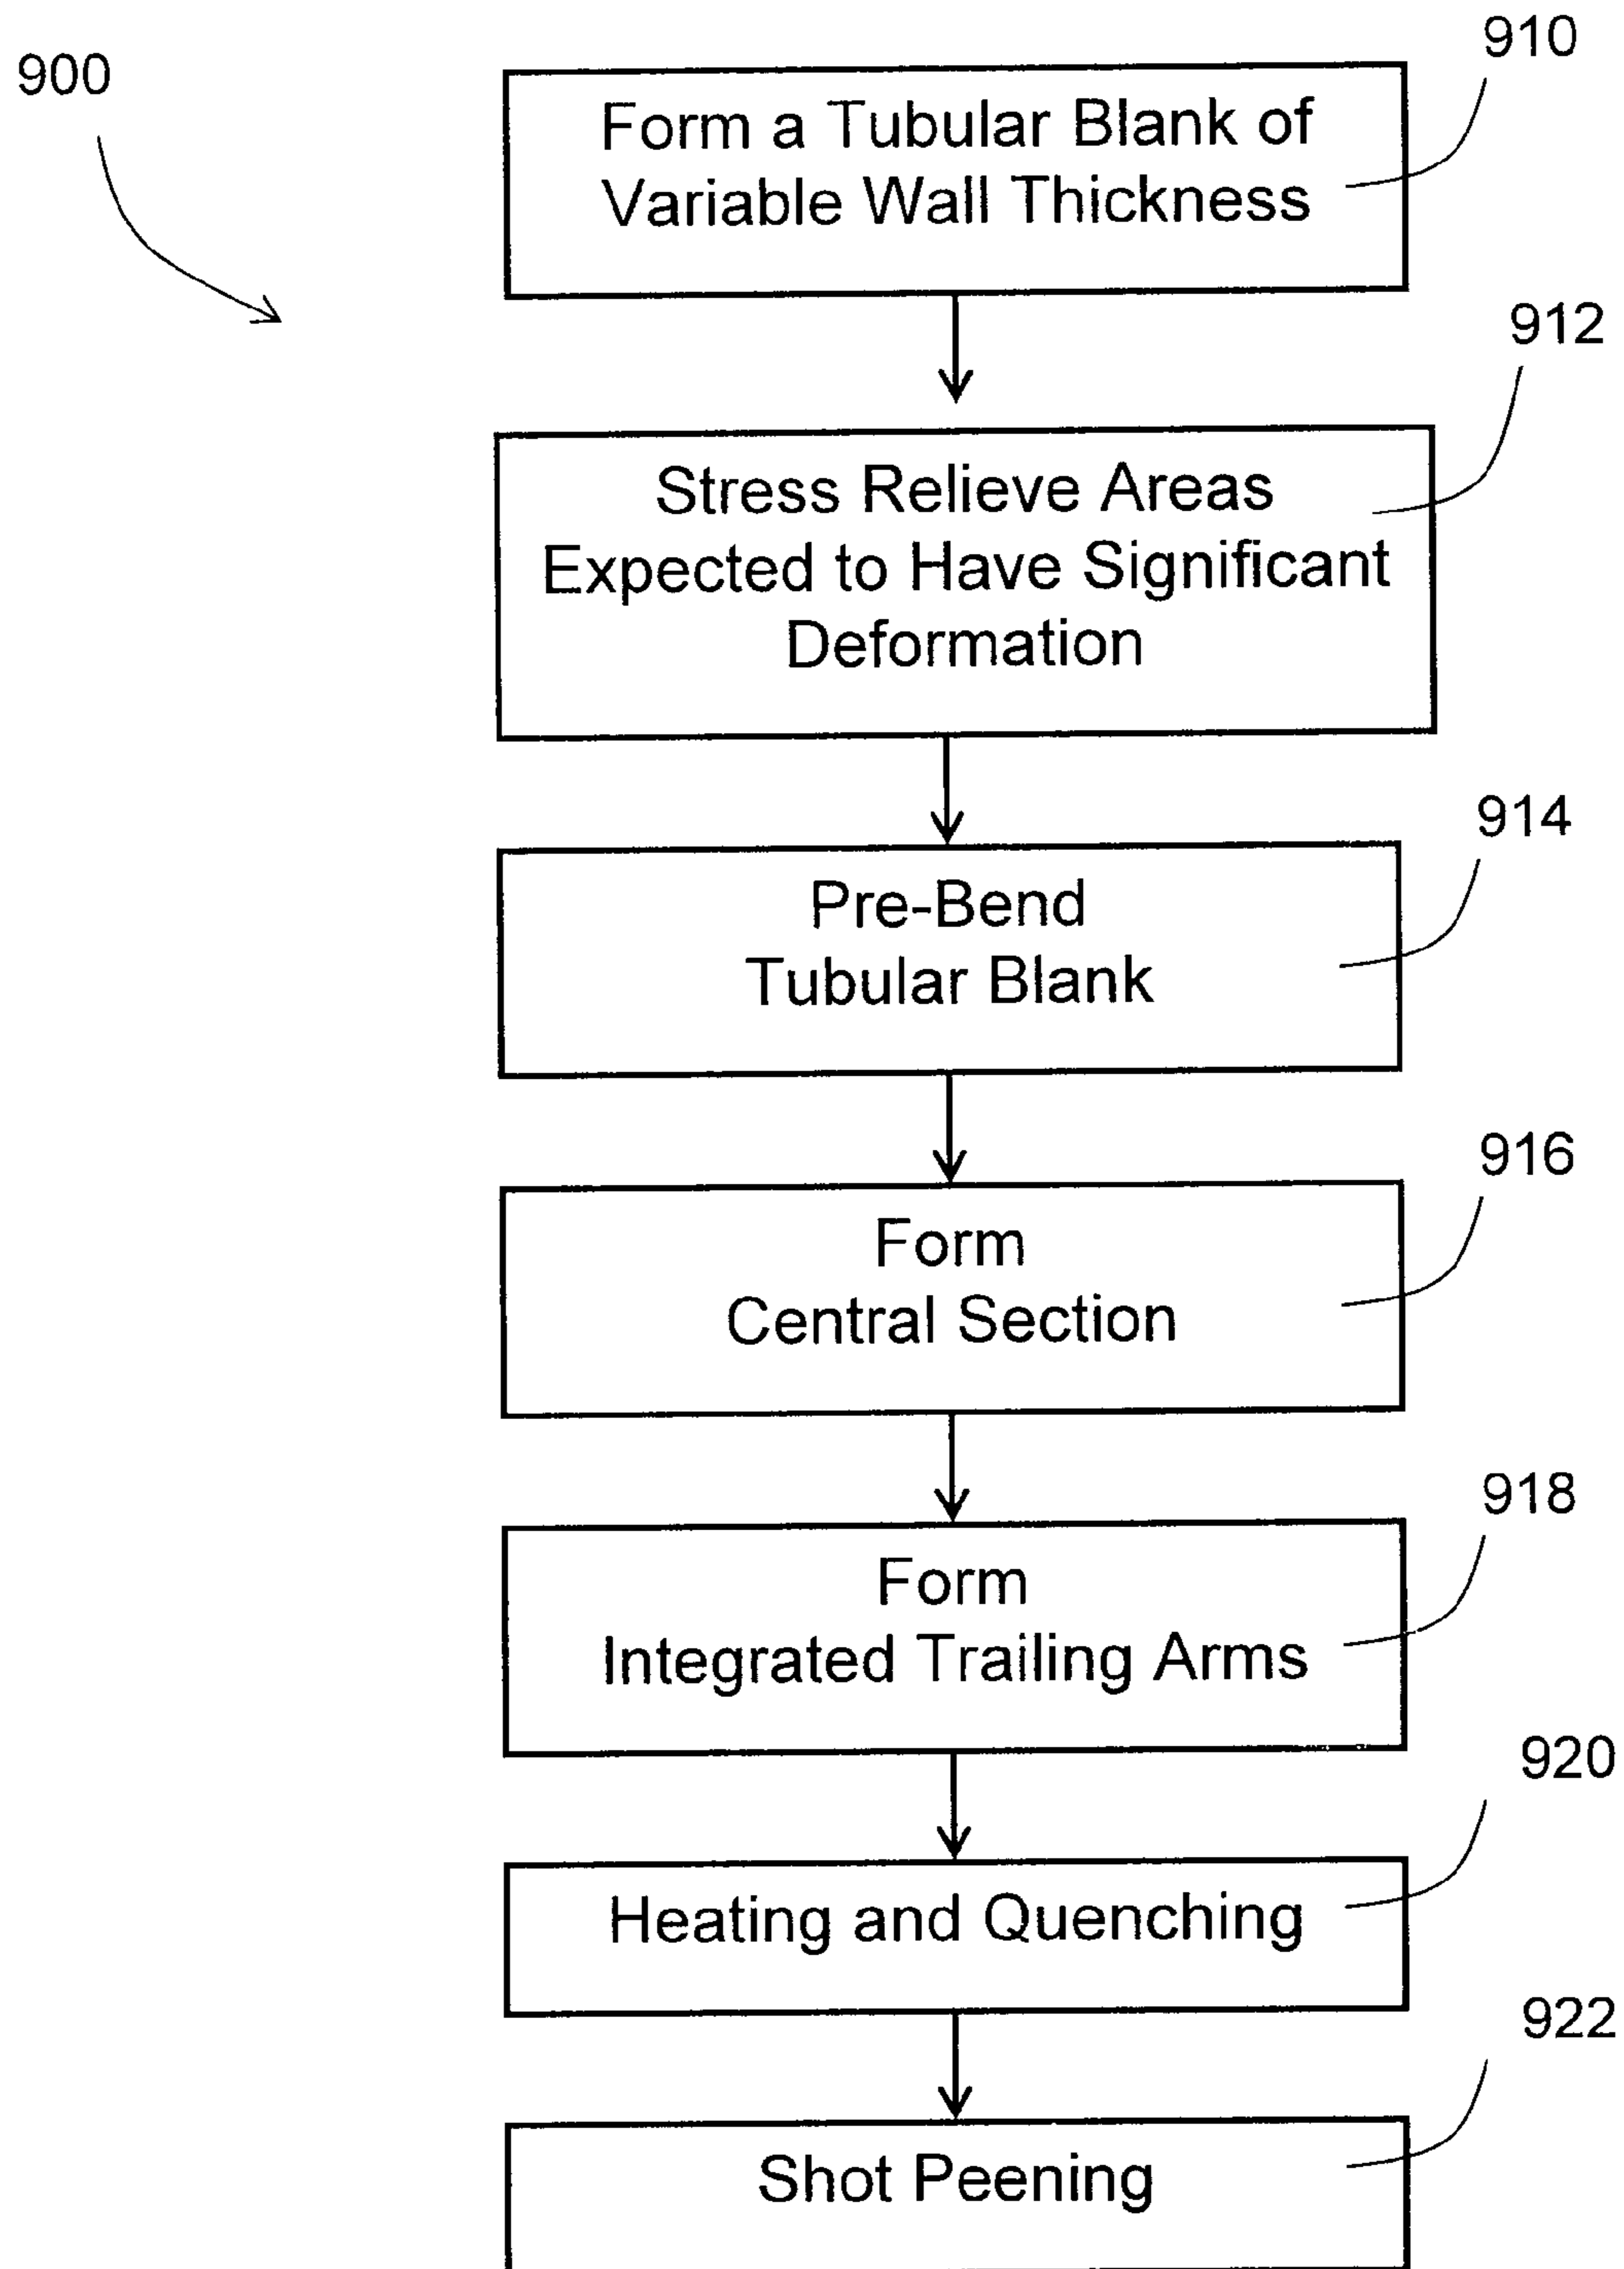 900
910
Form a Tubular Blank of
Variable Wall Thickness
912
Stress Relieve Areas
Expected to Have Significant
Deformation
914
Pre-Bend
Tubular Blank
916
Form
Central Section
918
Form
Integrated Trailing Arms
920
Heating and Quenching
922
Shot Peening